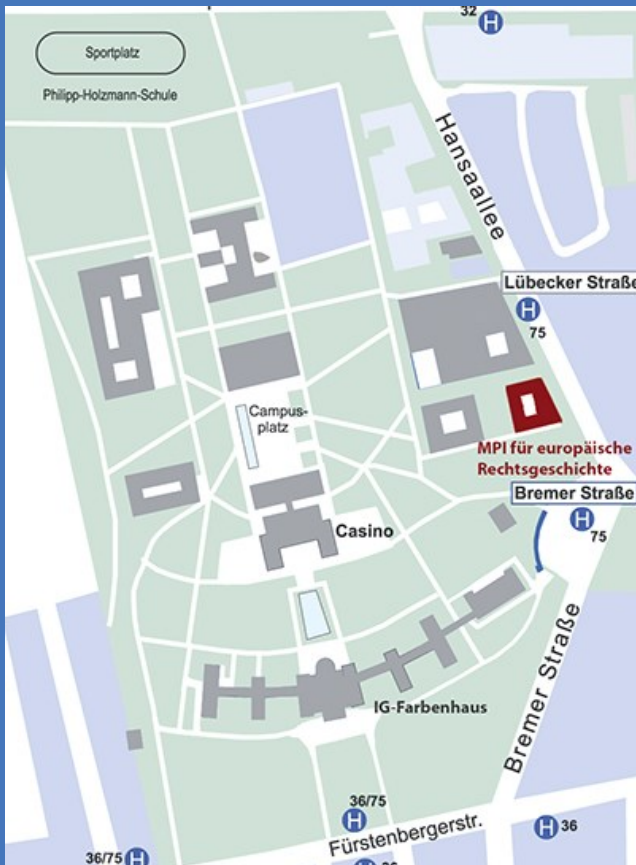 32 H
Sportplatz
Philipp-Holzmann-Schule
Hansaallee
Lübecker Straße
H
75
Campus-
platz
MPI für europäische
Rechtsgeschichte
Bremer Straße
H
75
Casino
Bremer Straße
IG-Farbenhaus
36/75
H
Fürstenbergerstr.
H 36
36/75 H